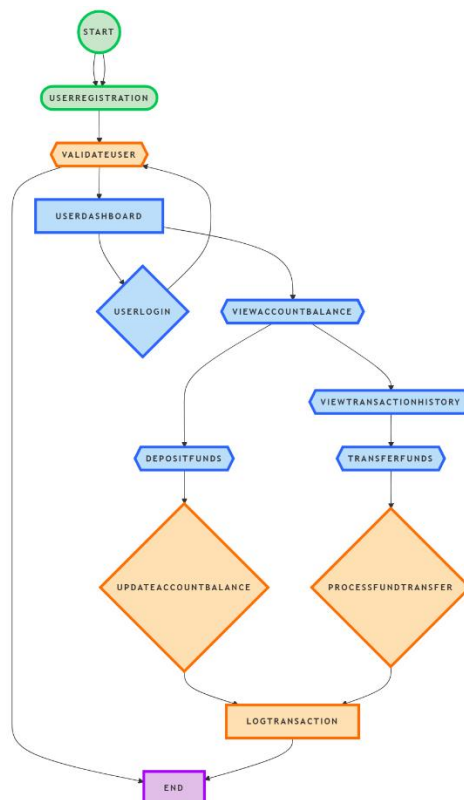 START
USERREGISTRATION
VALIDATEUSER
USERDASHBOARD
USERLOGIN
VIEWACCOUNTBALANCE
VIEWTRANSACTIONHISTORY
DEPOSITFUNDS
TRANSFERFUNDS
UPDATEACCOUNTBALANCE
PROCESSFUNDTRANSFER
LOGTRANSACTION
END